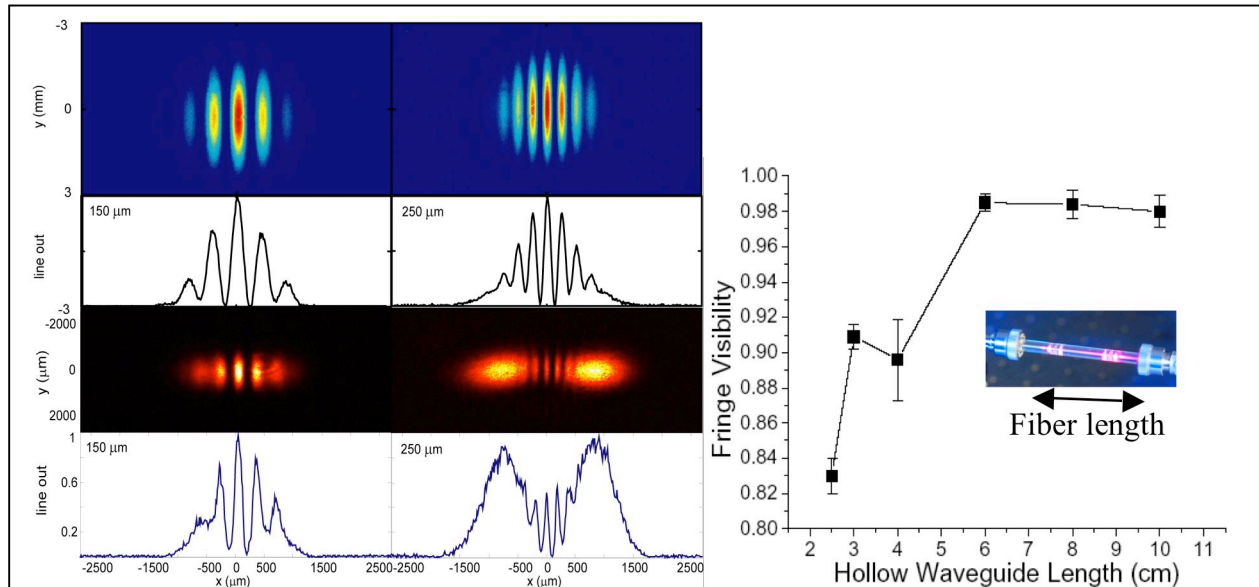 -3
y (mm)
0
3
150 µm
250 µm
line out
-3
-2000
y (µm)
0
2000
1
150 µm
250 µm
line out
0.6
0.2
-2500 -1500 -500 500 1500 -2500 -1500 -500 0 500 1500 2500
x (µm) x (µm)
1.00
0.98
0.96
0.94
0.92
0.90
0.88
0.86
0.84
0.82
0.80
Fringe Visibility
Fiber length
2 3 4 5 6 7 8 9 10 11
Hollow Waveguide Length (cm)